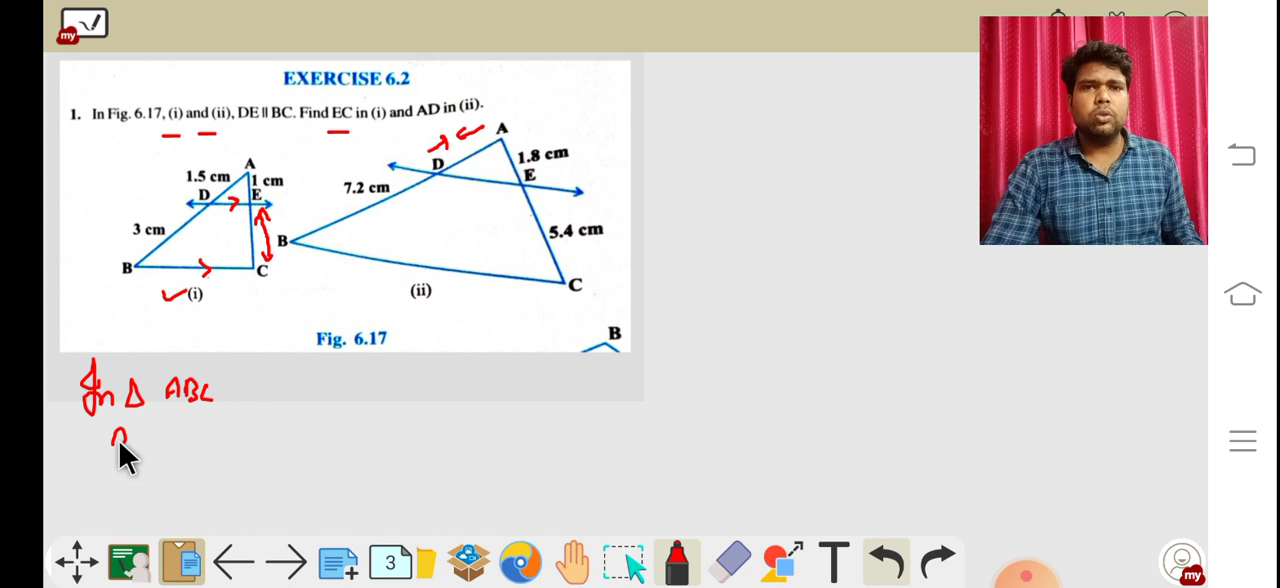 my
EXERCISE 6.2
1. In Fig. 6.17, (i) and (ii), DE || BC. Find EC in (i) and AD in (ii).
A
1.5 cm
1 cm
D
E
3 cm
B
C
(i)
A
1.8 cm
D
E
7.2 cm
B
5.4 cm
C
(ii)
Fig. 6.17
B
In Δ ABC
3
T
my